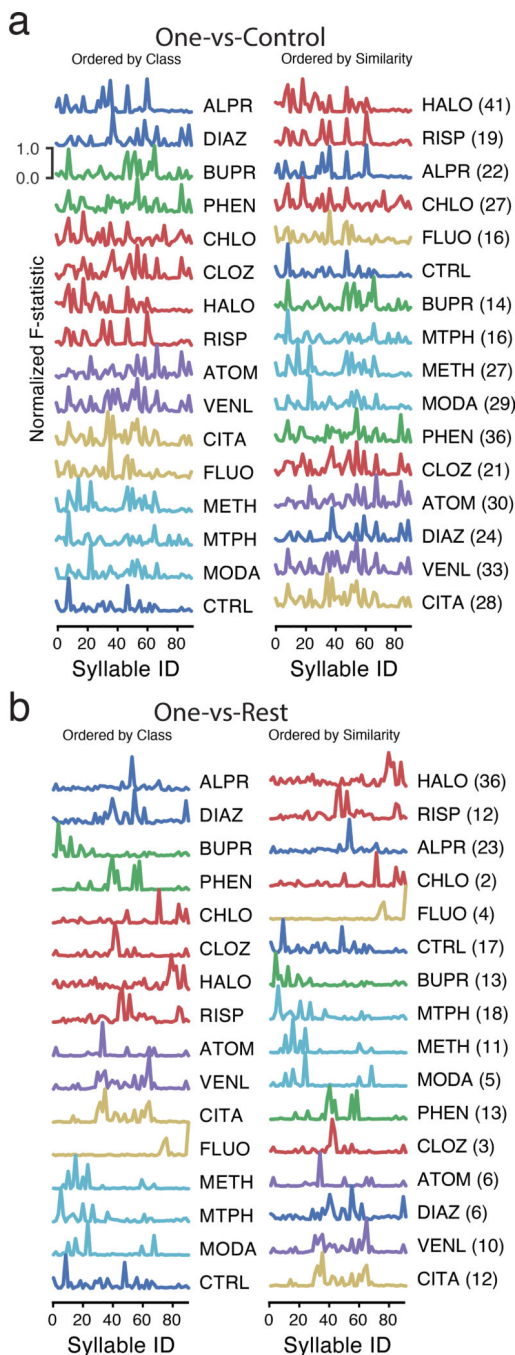 a
One-vs-Control
Ordered by Class
Ordered by Similarity
Normalized F-statistic
1.0
0.0
ALPR
DIAZ
BUPR
PHEN
CHLO
CLOZ
HALO
RISP
ATOM
VENL
CITA
FLUO
METH
MTPH
MODA
CTRL
0 20 40 60 80
Syllable ID
HALO (41)
RISP (19)
ALPR (22)
CHLO (27)
FLUO (16)
CTRL
BUPR (14)
MTPH (16)
METH (27)
MODA (29)
PHEN (36)
CLOZ (21)
ATOM (30)
DIAZ (24)
VENL (33)
CITA (28)
0 20 40 60 80
Syllable ID
b
One-vs-Rest
Ordered by Class
Ordered by Similarity
ALPR
DIAZ
BUPR
PHEN
CHLO
CLOZ
HALO
RISP
ATOM
VENL
CITA
FLUO
METH
MTPH
MODA
CTRL
0 20 40 60 80
Syllable ID
HALO (36)
RISP (12)
ALPR (23)
CHLO (2)
FLUO (4)
CTRL (17)
BUPR (13)
MTPH (18)
METH (11)
MODA (5)
PHEN (13)
CLOZ (3)
ATOM (6)
DIAZ (6)
VENL (10)
CITA (12)
0 20 40 60 80
Syllable ID